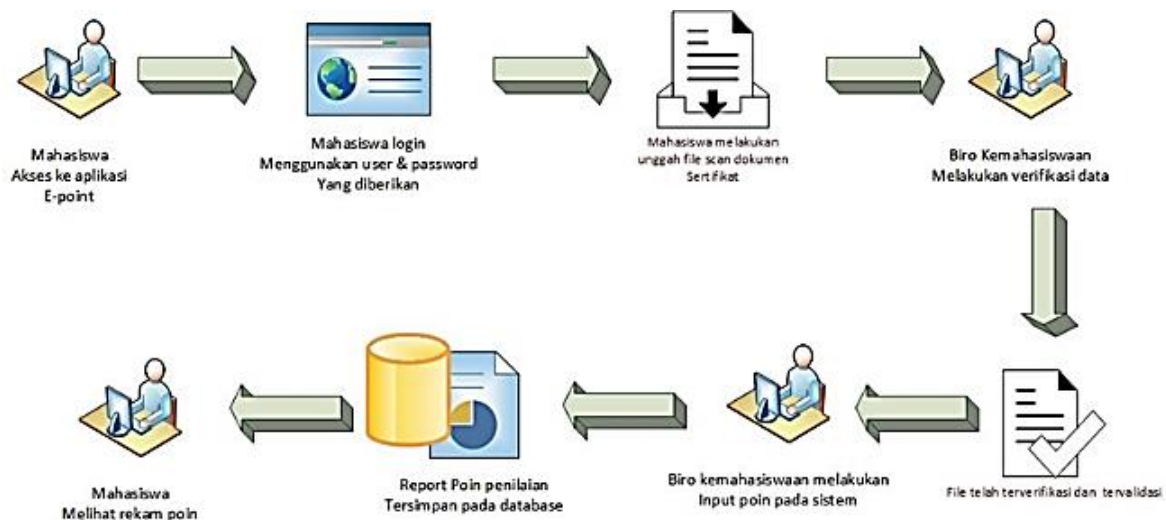 Mahasiswa
Akses ke aplikasi
E-point
Mahasiswa login
Menggunakan user & password
Yang diberikan
Mahasiswa melakukan
unggah file scan dokumen
Sertifikat
Biro Kemahasiswaan
Melakukan verifikasi data
Mahasiswa
Melihat rekam poin
Report Poin penilaian
Tersimpan pada database
Biro kemahasiswaan melakukan
Input poin pada sistem
File telah terverifikasi dan tervalidasi